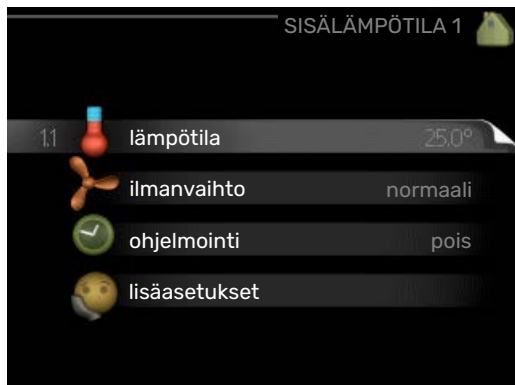 SISÄLÄMPÖTILA 1
1.1 lämpötila 25.0°
ilmanvaihto normaali
ohjelmointi pois
lisäasetukset